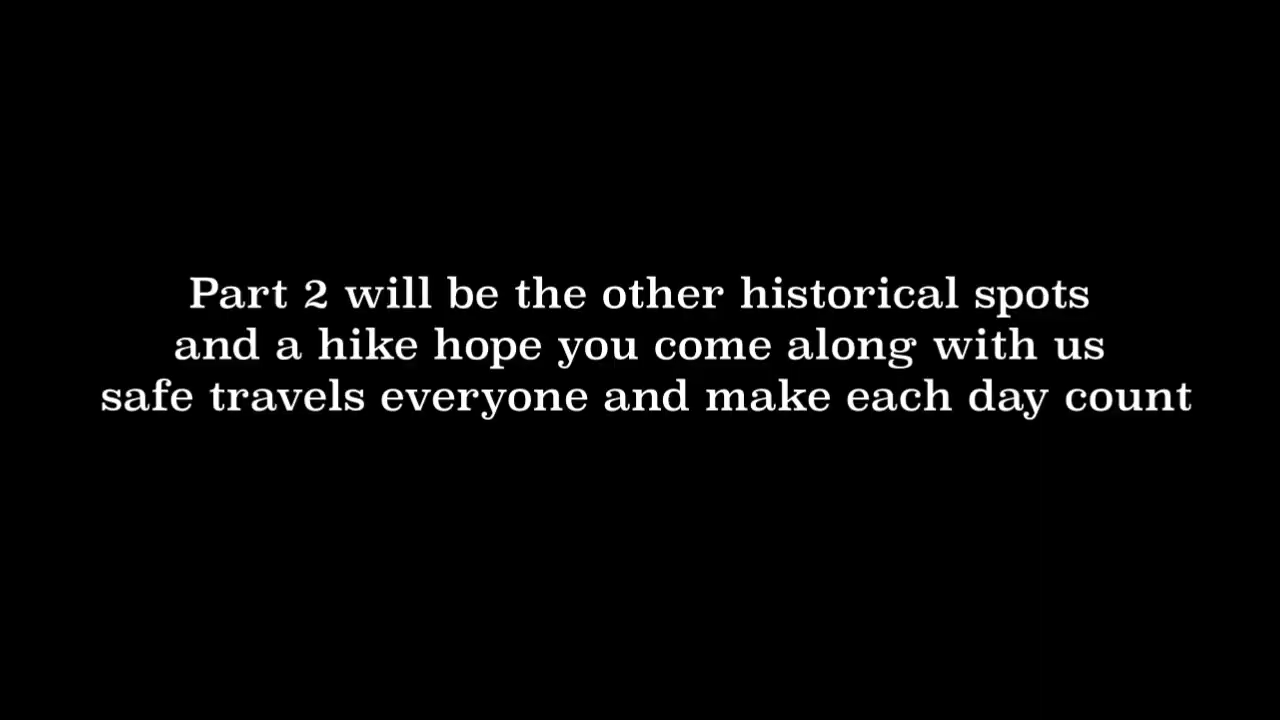 Part 2 will be the other historical spots
and a hike hope you come along with us
safe travels everyone and make each day count